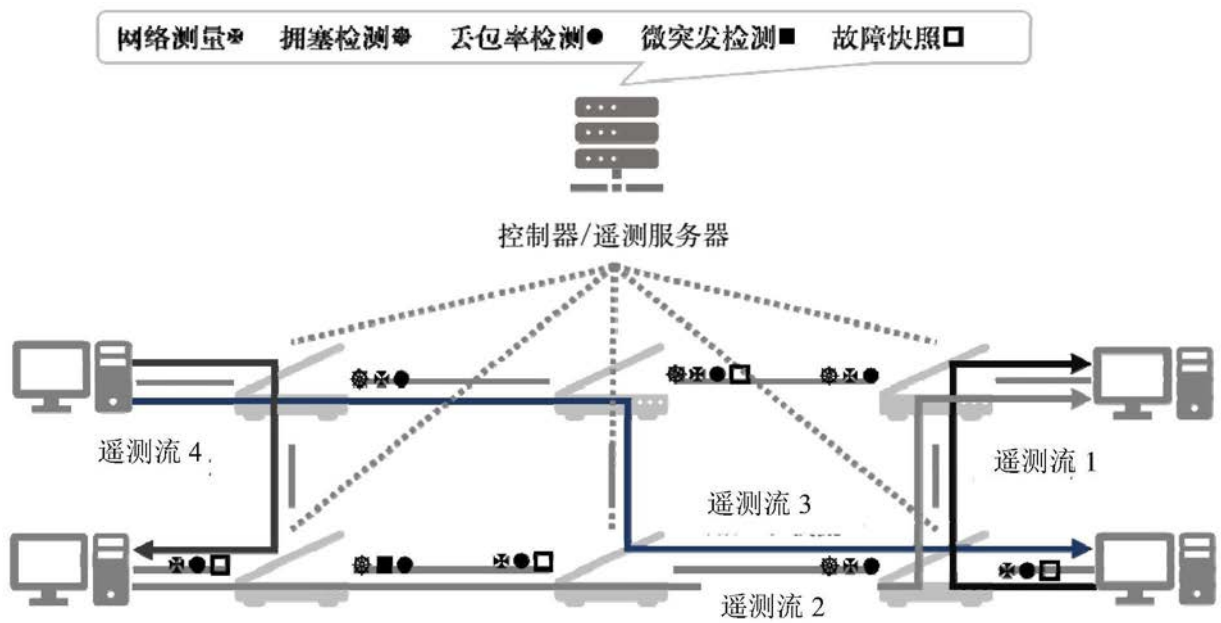 网络测量 拥塞检测 丢包率检测 微突发检测 故障快照
控制器/遥测服务器
遥测流 4
遥测流 1
遥测流 3
遥测流 2